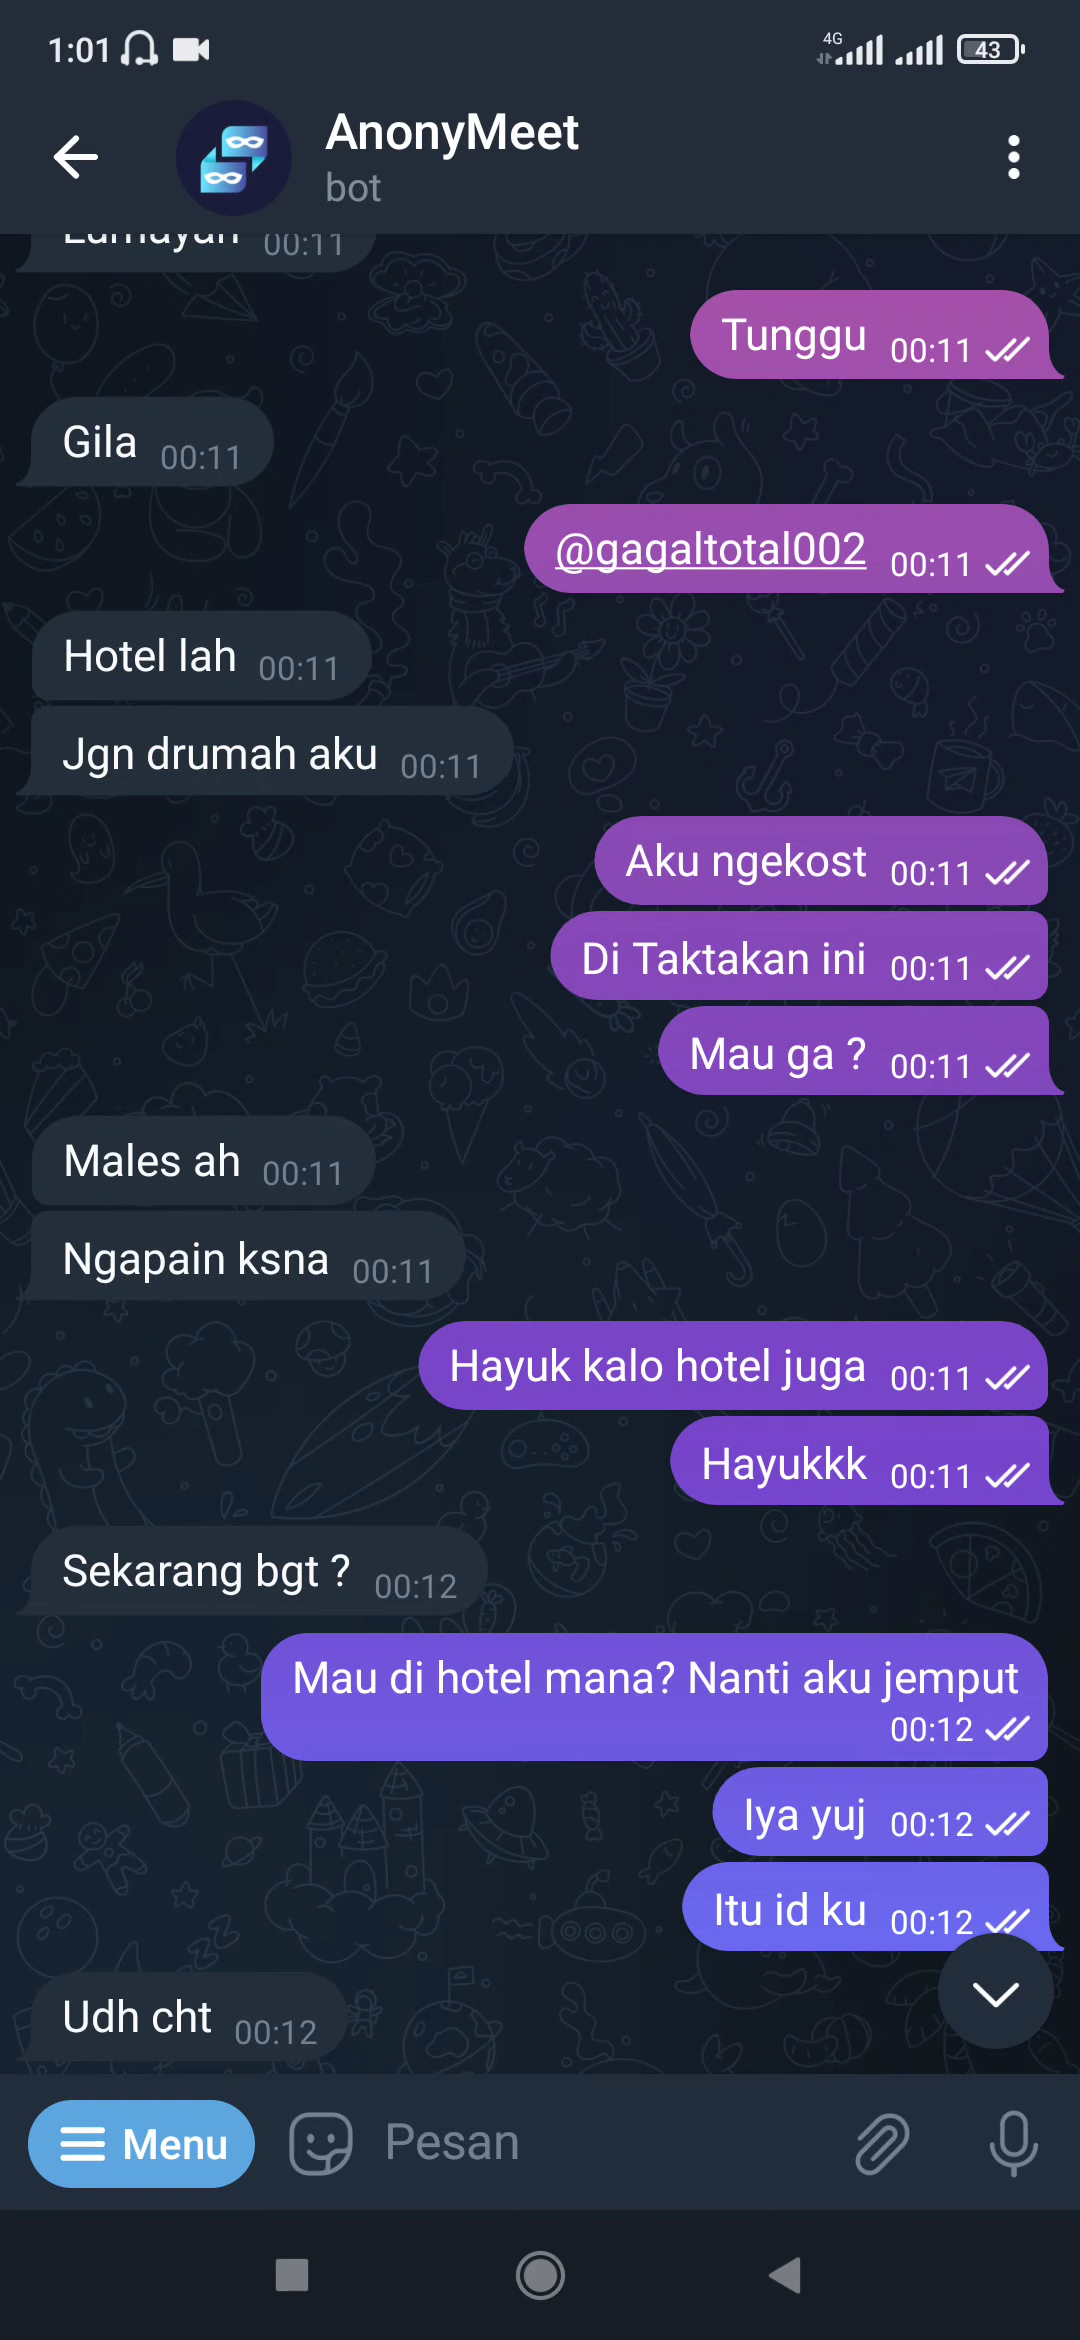 1:01
4G
43
AnonyMeet
bot
Lumayan 00:11
Tunggu 00:11
Gila 00:11
@gagaltotal002 00:11
Hotel lah 00:11
Jgn drumah aku 00:11
Aku ngekost 00:11
Di Taktakan ini 00:11
Mau ga ? 00:11
Males ah 00:11
Ngapain ksna 00:11
Hayuk kalo hotel juga 00:11
Hayukkk 00:11
Sekarang bgt ? 00:12
Mau di hotel mana? Nanti aku jemput
00:12
Iya yuj 00:12
Itu id ku 00:12
Udh cht 00:12
Menu
Pesan